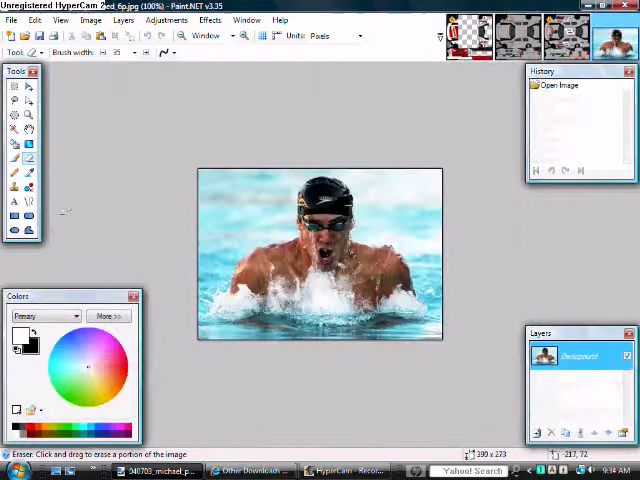 Unregistered HyperCam 2
ed_6p.jpg (100%) - Paint.NET v3.35
File Edit View Image Layers Adjustments Effects Window Help
Window Units: Pixels
Tool: Brush width: 35
Tools
History
Open Image
Colors
Primary
More >>
Layers
Background
Eraser: Click and drag to erase a portion of the image
390 x 273
-217, 72
040703_michael_p...
Other Downloads ...
HyperCam - Recor...
Yahoo! Search
9:34 AM